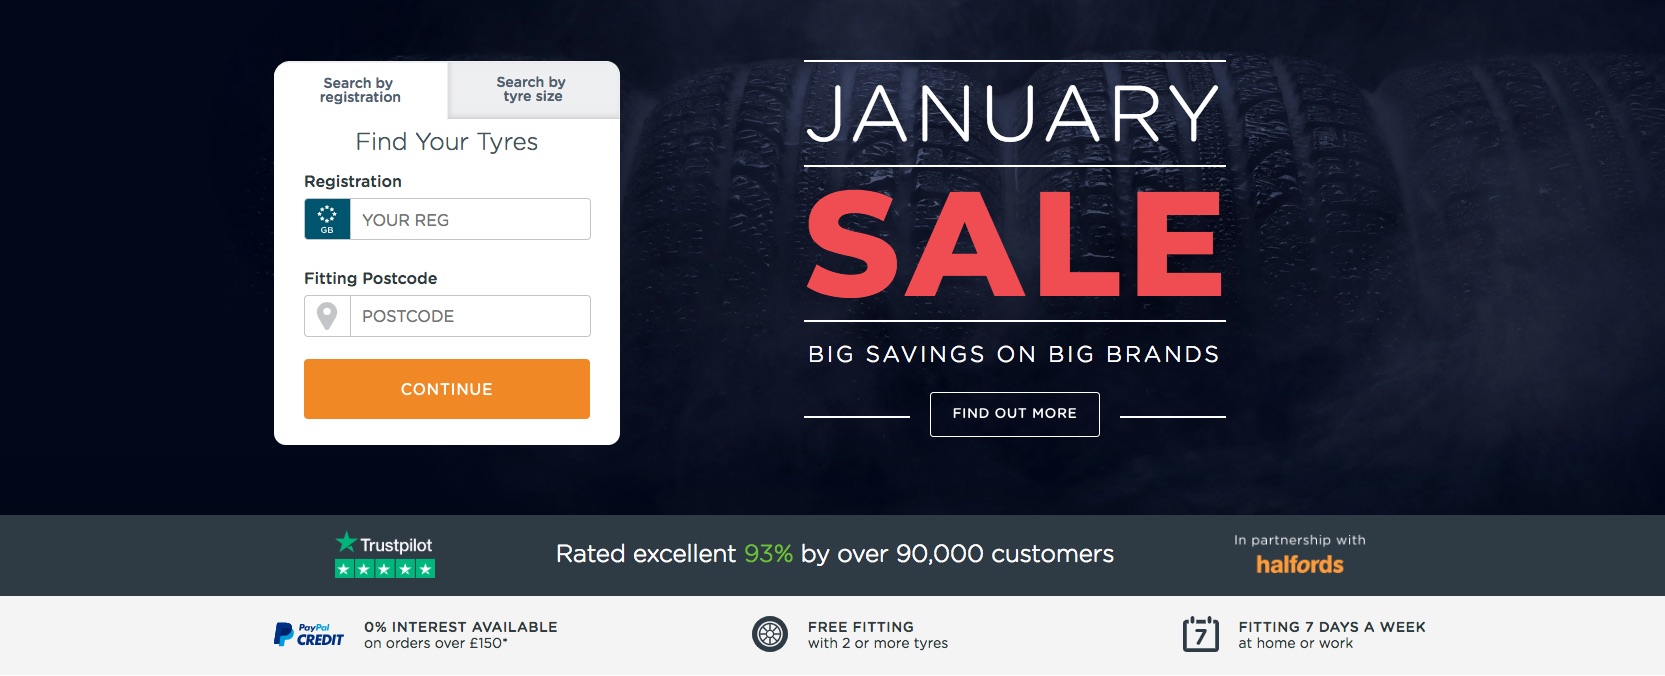 Search by
registration
Search by
tyre size
Find Your Tyres
Registration
GB
YOUR REG
Fitting Postcode
POSTCODE
CONTINUE
JANUARY
SALE
BIG SAVINGS ON BIG BRANDS
FIND OUT MORE
Trustpilot
Rated excellent 93% by over 90,000 customers
In partnership with
halfords
PayPal
CREDIT
0% INTEREST AVAILABLE
on orders over £150*
FREE FITTING
with 2 or more tyres
7
FITTING 7 DAYS A WEEK
at home or work